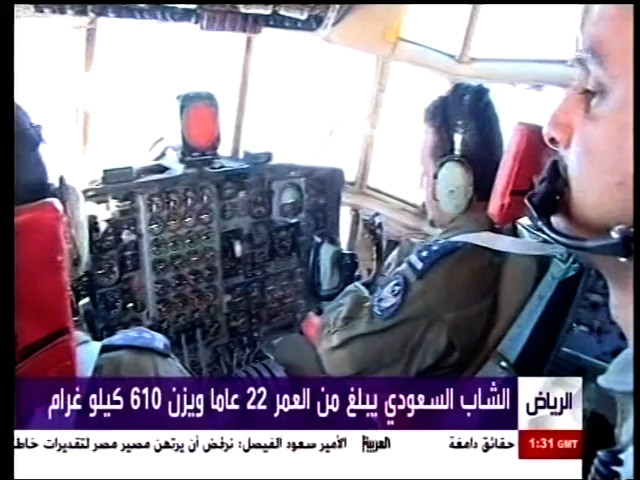 الشاب السعودي يبلغ من العمر 22 عاما ويزن 610 كيلو غرام
الرياض
1:31 GMT
حقائق دامغة
العربية
الأمير سعود الفيصل: نرفض أن يرتهن مصير مصر لتقديرات خاطئ